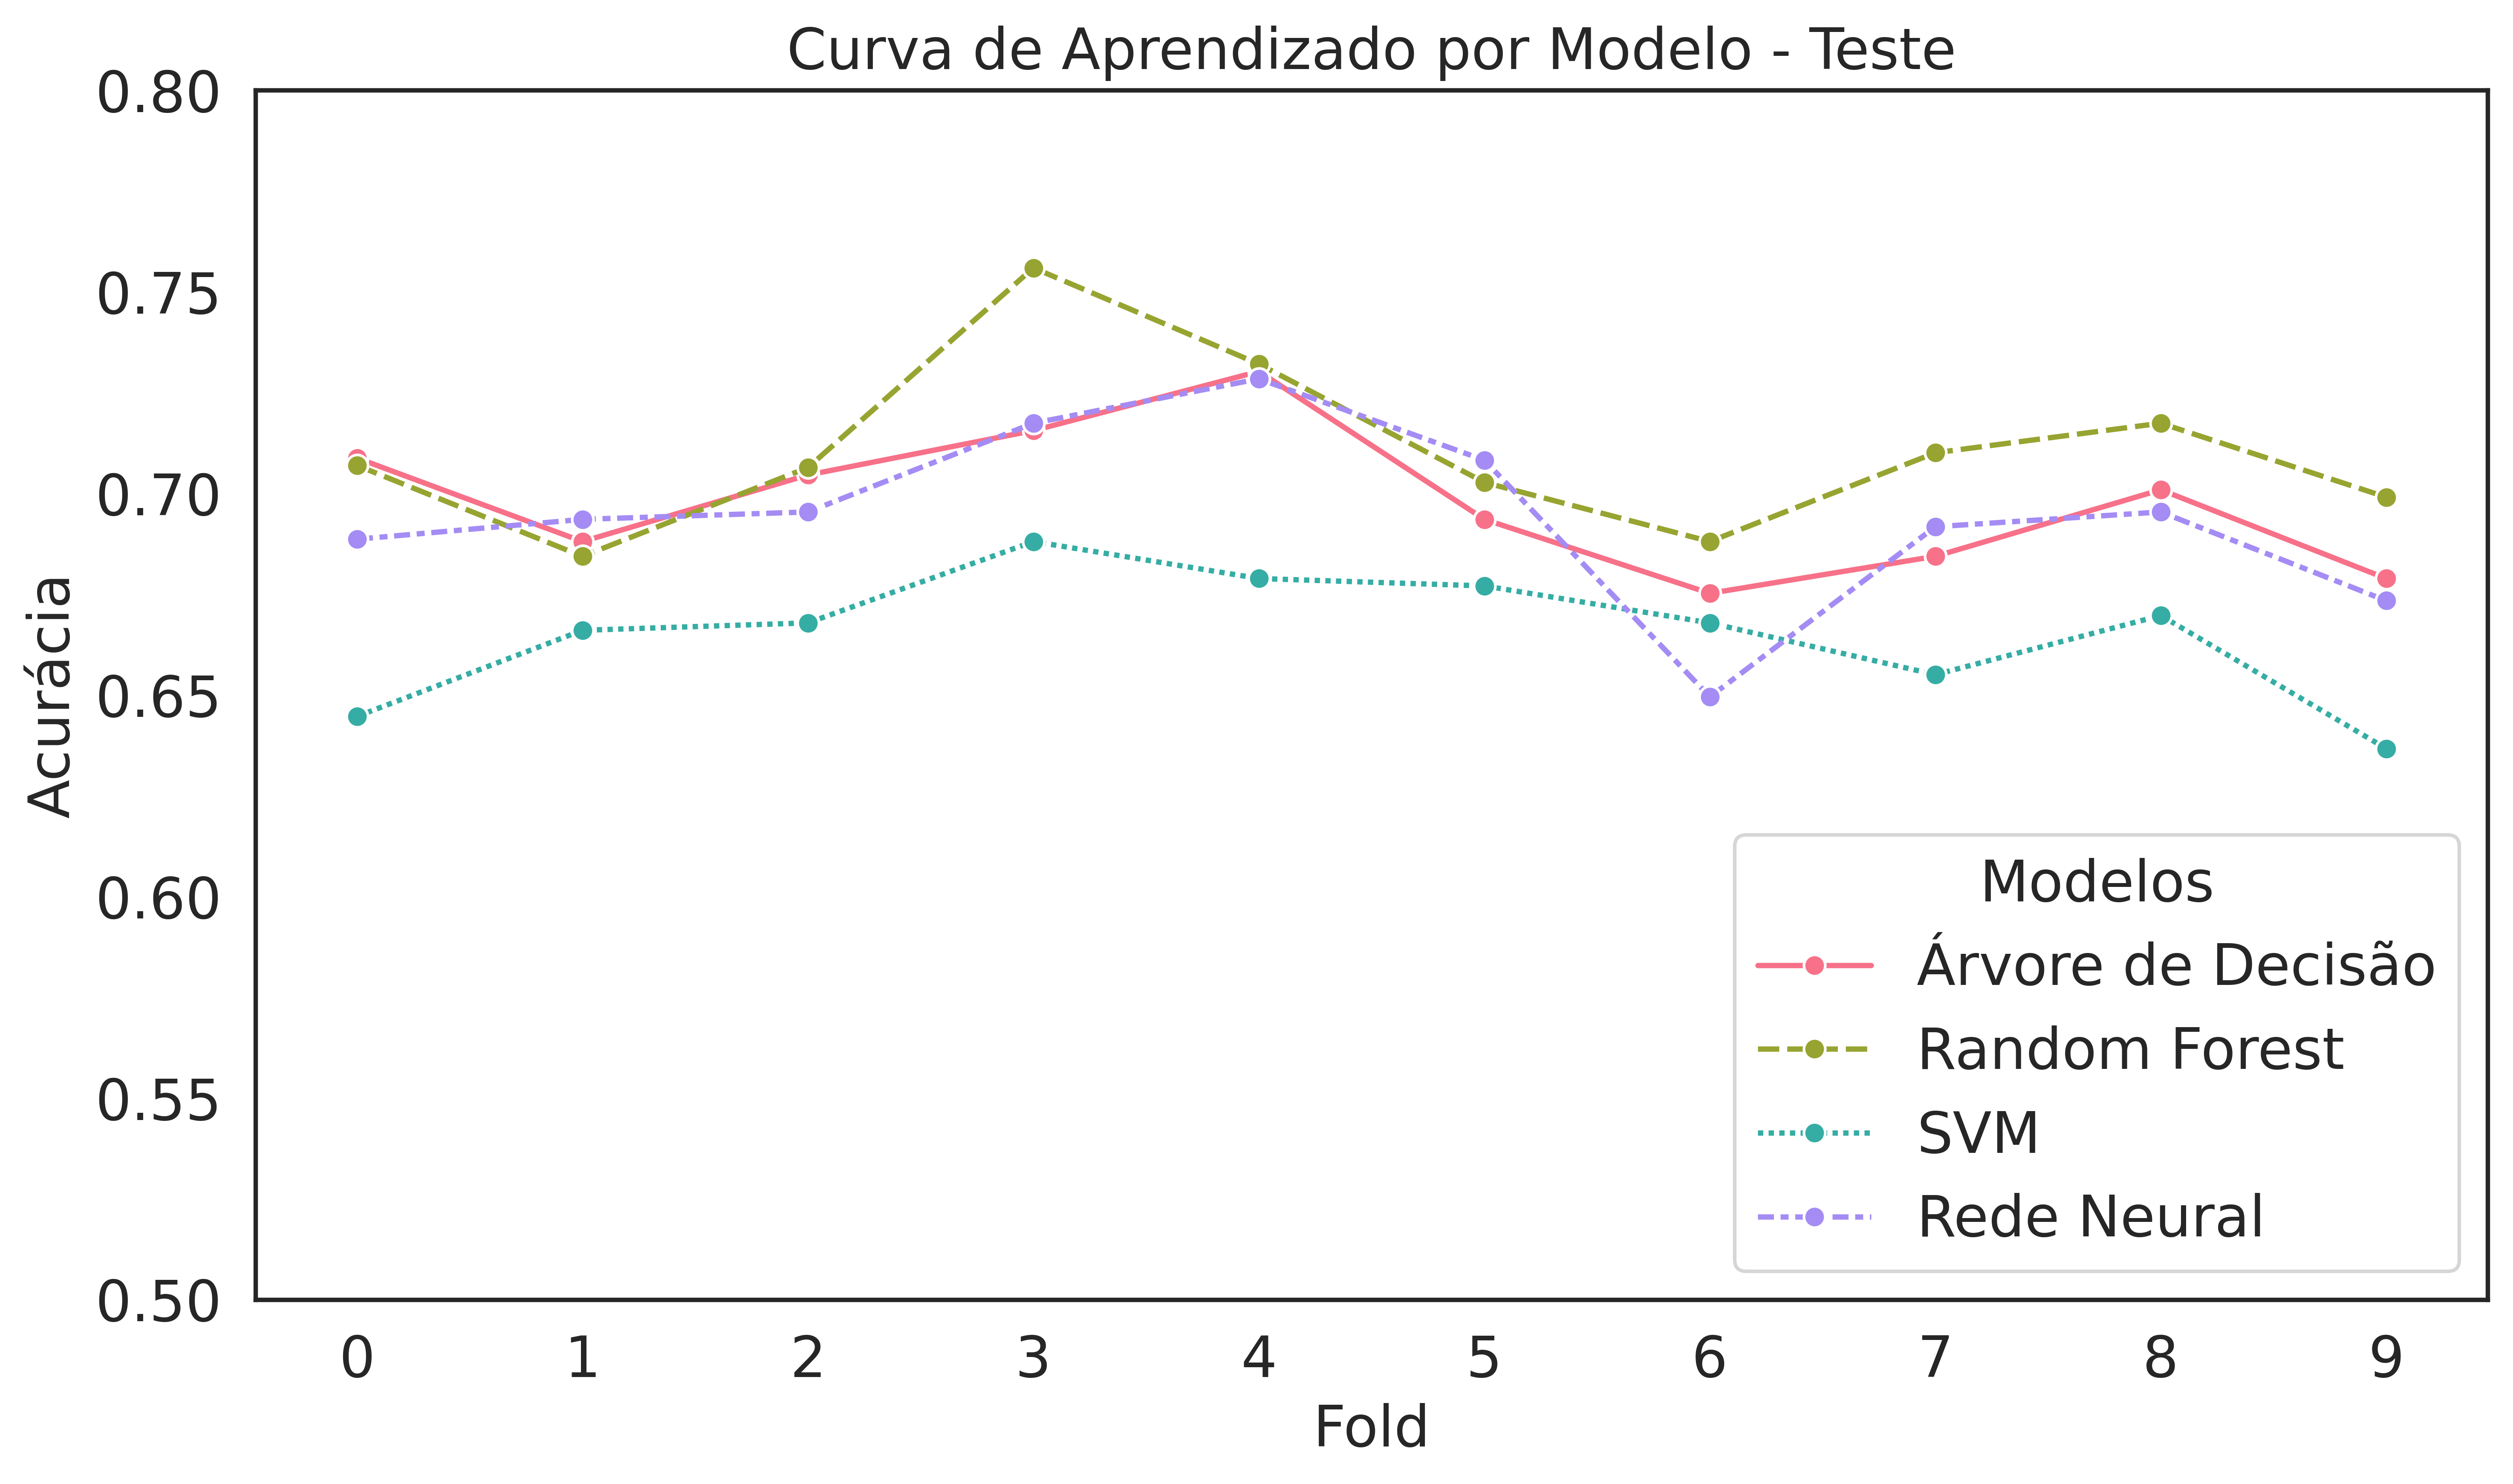 Curva de Aprendizado por Modelo - Teste
0.80
0.75
0.70
0.65
0.60
0.55
0.50
Acurácia
0 1 2 3 4 5 6 7 8 9
Fold
Modelos
Árvore de Decisão
Random Forest
SVM
Rede Neural